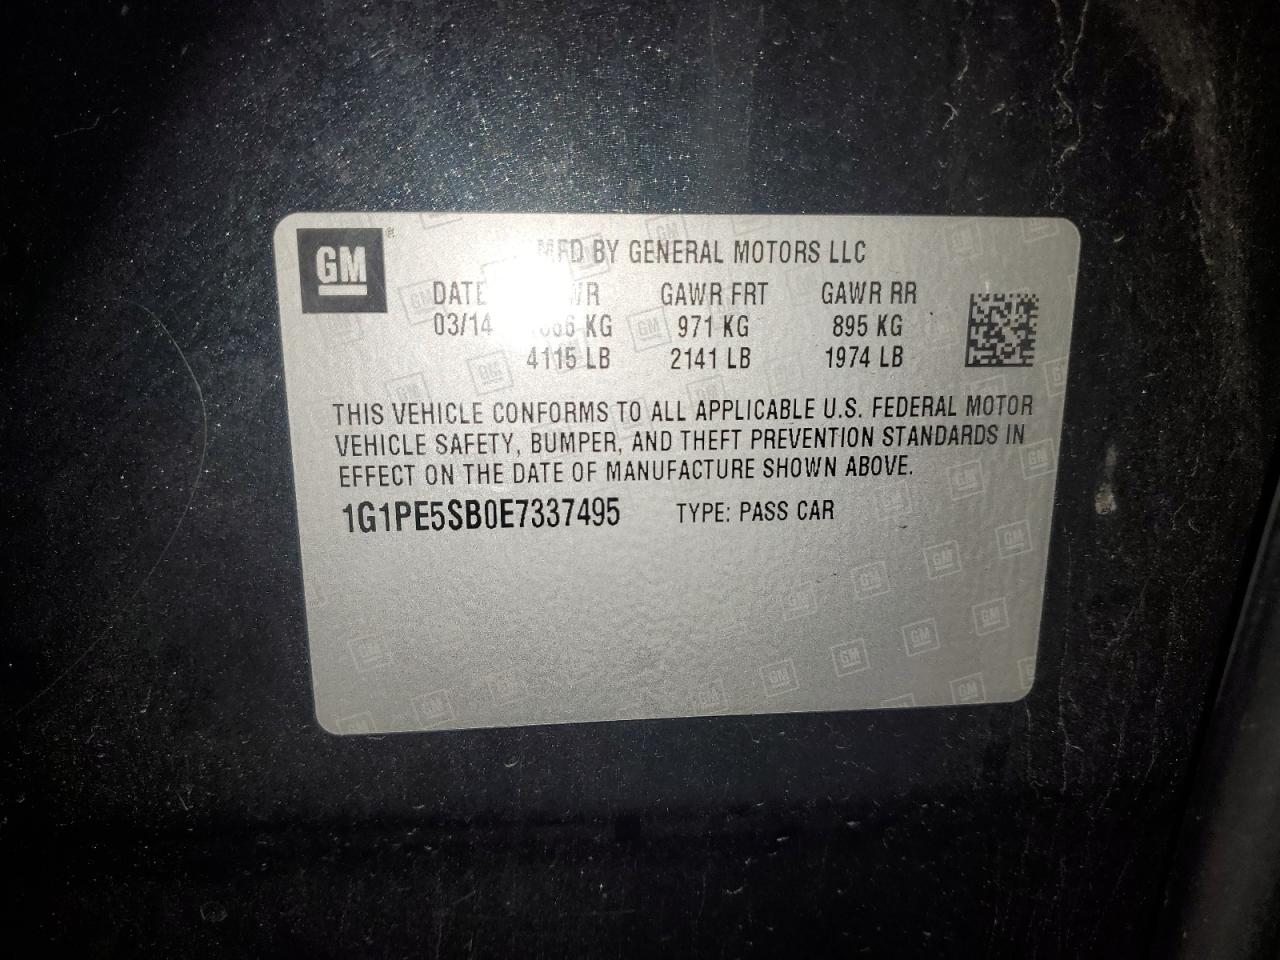 GM
MFD BY GENERAL MOTORS LLC
DATE GAWR FRT GAWR RR
03/14 KG 971 KG 895 KG
4115 LB 2141 LB 1974 LB
THIS VEHICLE CONFORMS TO ALL APPLICABLE U.S. FEDERAL MOTOR
VEHICLE SAFETY, BUMPER, AND THEFT PREVENTION STANDARDS IN
EFFECT ON THE DATE OF MANUFACTURE SHOWN ABOVE.
1G1PE5SB0E7337495 TYPE: PASS CAR